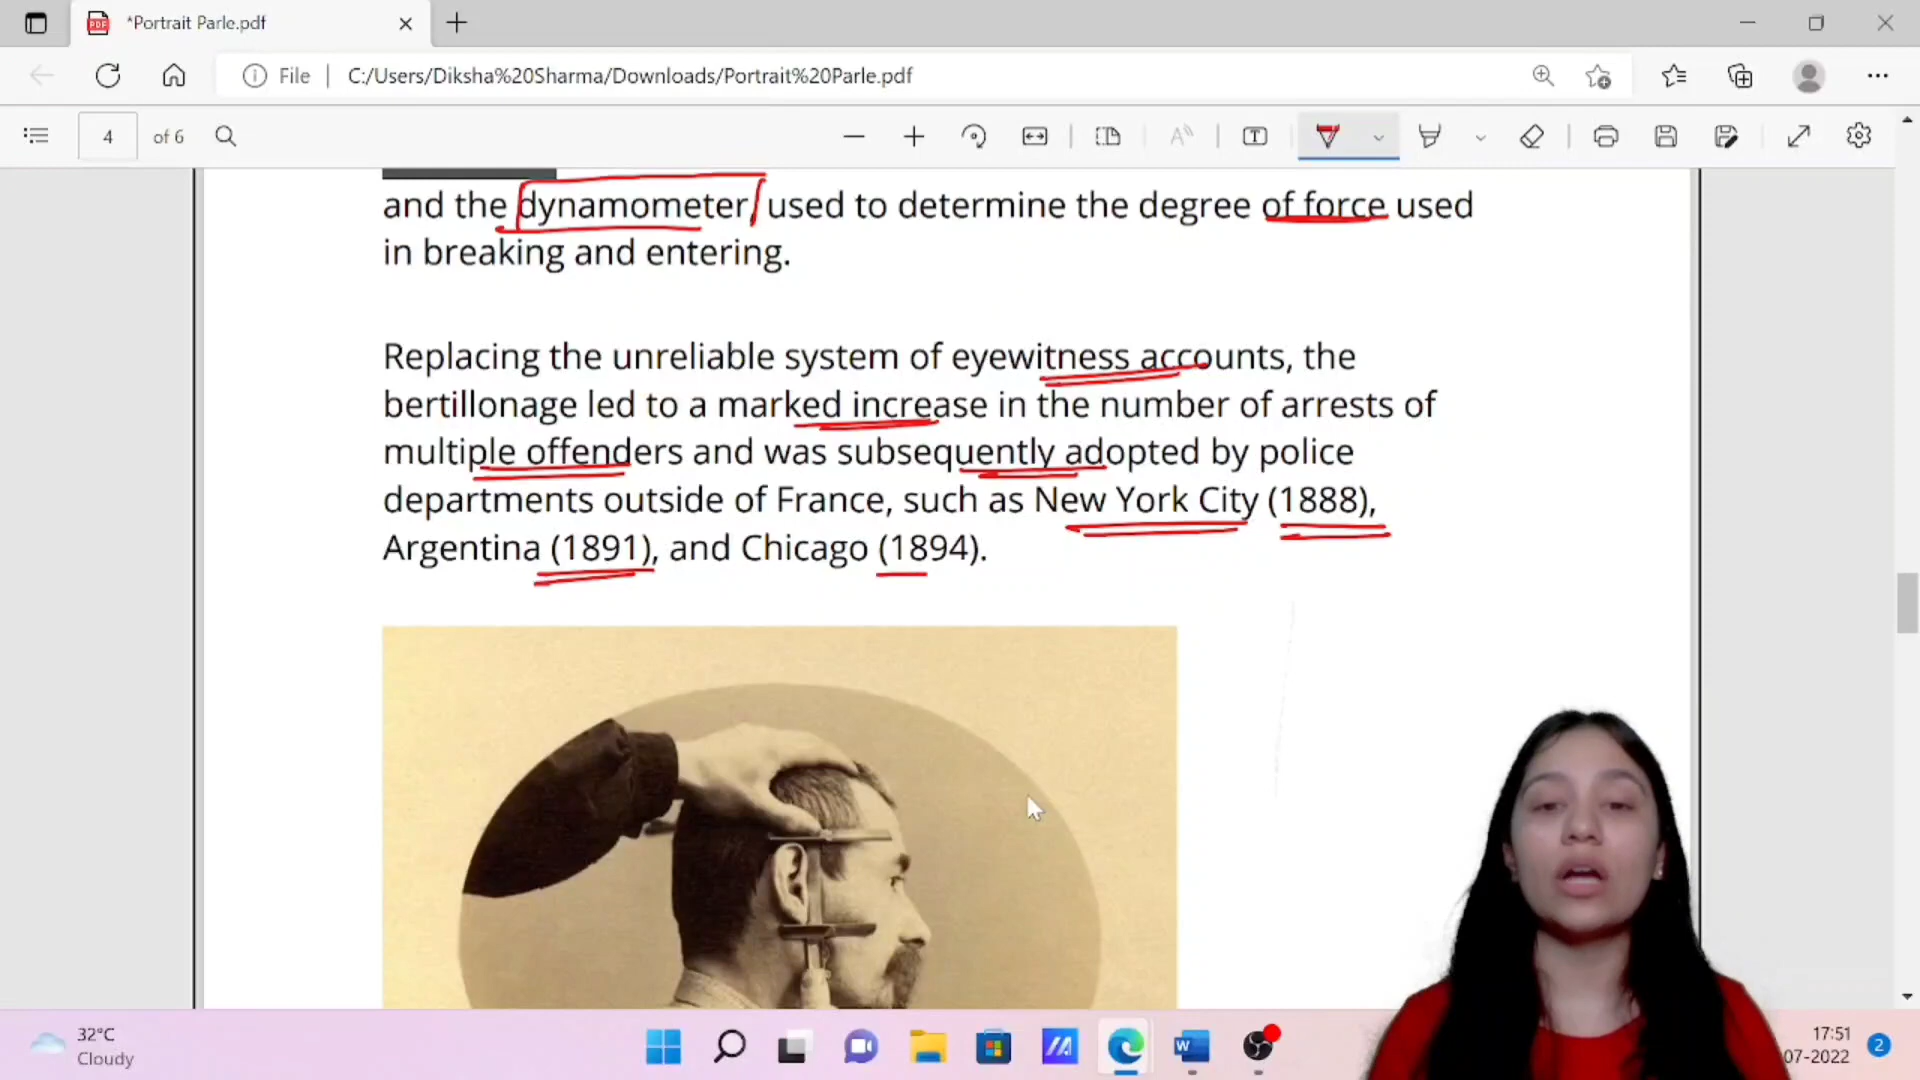 *Portrait Parle.pdf
File
C:/Users/Diksha%20Sharma/Downloads/Portrait%20Parle.pdf
4 of 6
and the dynamometer, used to determine the degree of force used
in breaking and entering.
Replacing the unreliable system of eyewitness accounts, the
bertillonage led to a marked increase in the number of arrests of
multiple offenders and was subsequently adopted by police
departments outside of France, such as New York City (1888),
Argentina (1891), and Chicago (1894).
32°C
Cloudy
17:51
07-2022
2